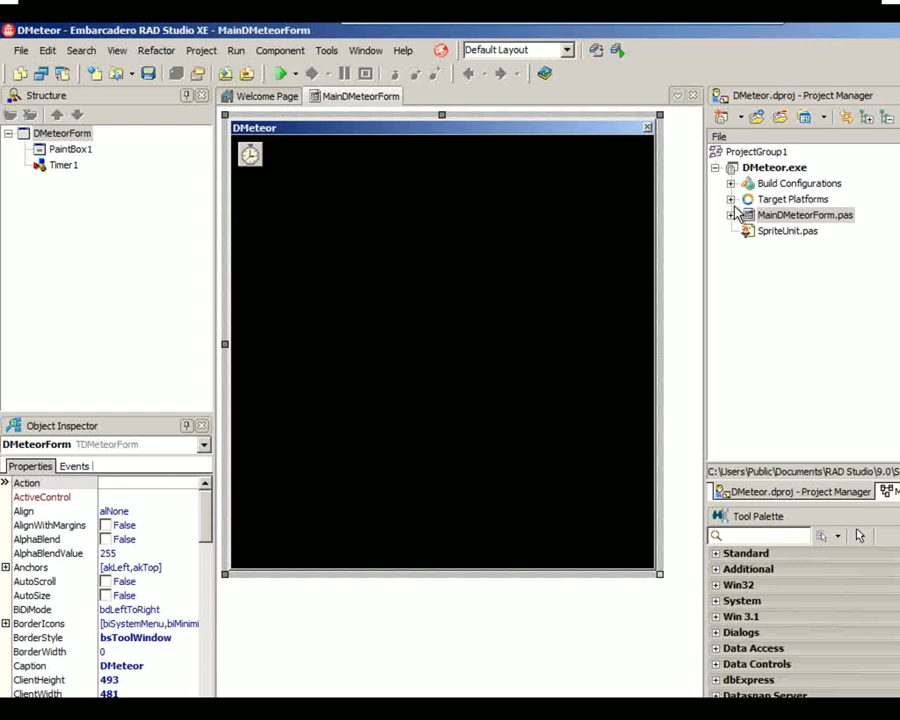 DMeteor - Embarcadero RAD Studio XE - MainDMeteorForm
File Edit Search View Refactor Project Run Component Tools Window Help Default Layout
Structure
DMeteorForm
PaintBox1
Timer1
Welcome Page MainDMeteorForm
DMeteor
DMeteor.dproj - Project Manager
File
ProjectGroup1
DMeteor.exe
Build Configurations
Target Platforms
MainDMeteorForm.pas
SpriteUnit.pas
Object Inspector
DMeteorForm TDMeteorForm
Properties Events
Action
ActiveControl
Align alNone
AlignWithMargins False
AlphaBlend False
AlphaBlendValue 255
Anchors [akLeft,akTop]
AutoScroll False
AutoSize False
BiDiMode bdLeftToRight
BorderIcons [biSystemMenu,biMinimi
BorderStyle bsToolWindow
BorderWidth 0
Caption DMeteor
ClientHeight 493
ClientWidth 481
C:\Users\Public\Documents\RAD Studio\9.0\S
DMeteor.dproj - Project Manager M
Tool Palette
Standard
Additional
Win32
System
Win 3.1
Dialogs
Data Access
Data Controls
dbExpress
Datasnap Server